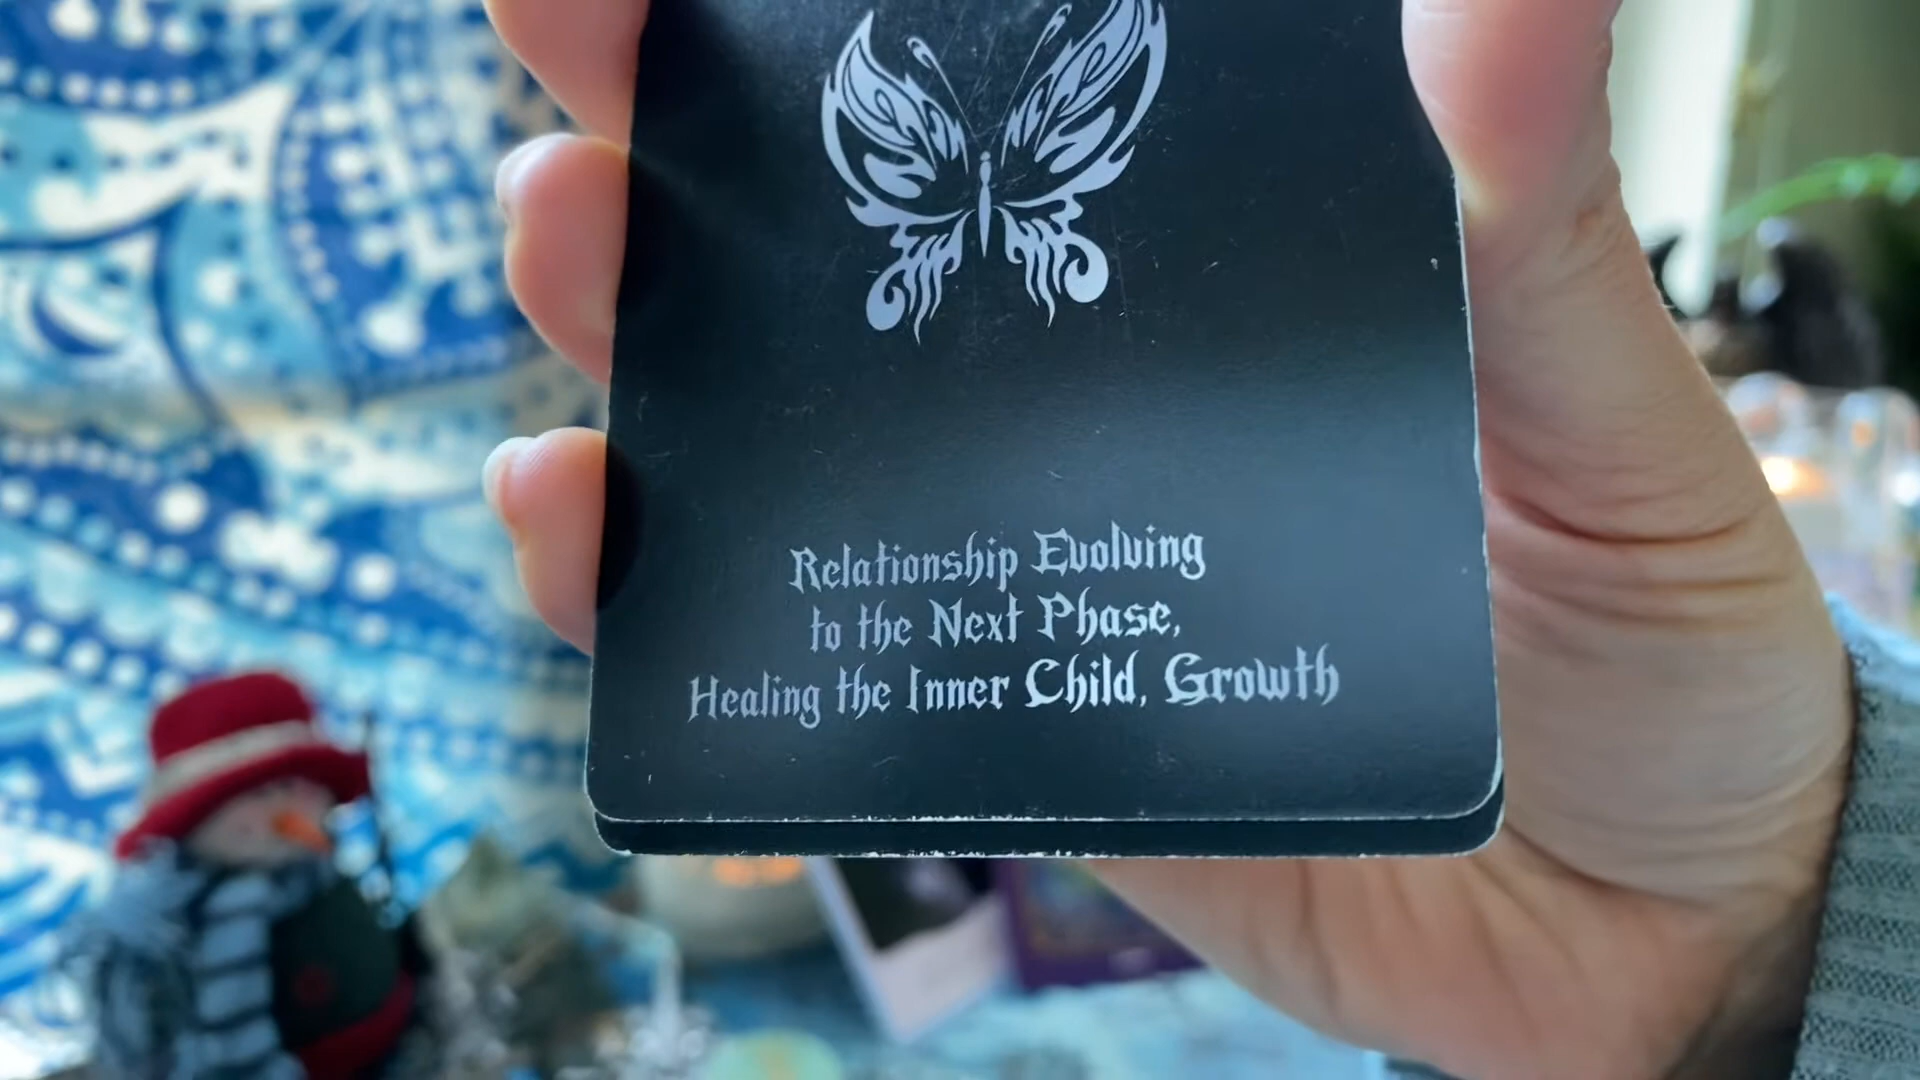 Relationship Evolving
to the Next Phase,
Healing the Inner Child, Growth